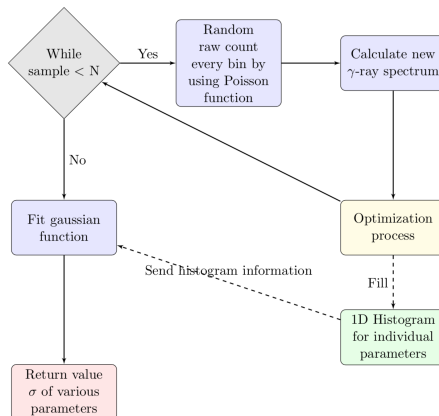 While
sample < N
Yes
Random
raw count
every bin by
using Poisson
function
Calculate new
γ-ray spectrum
No
Fit gaussian
function
Optimization
process
Send histogram information
Fill
1D Histogram
for individual
parameters
Return value
σ of various
parameters